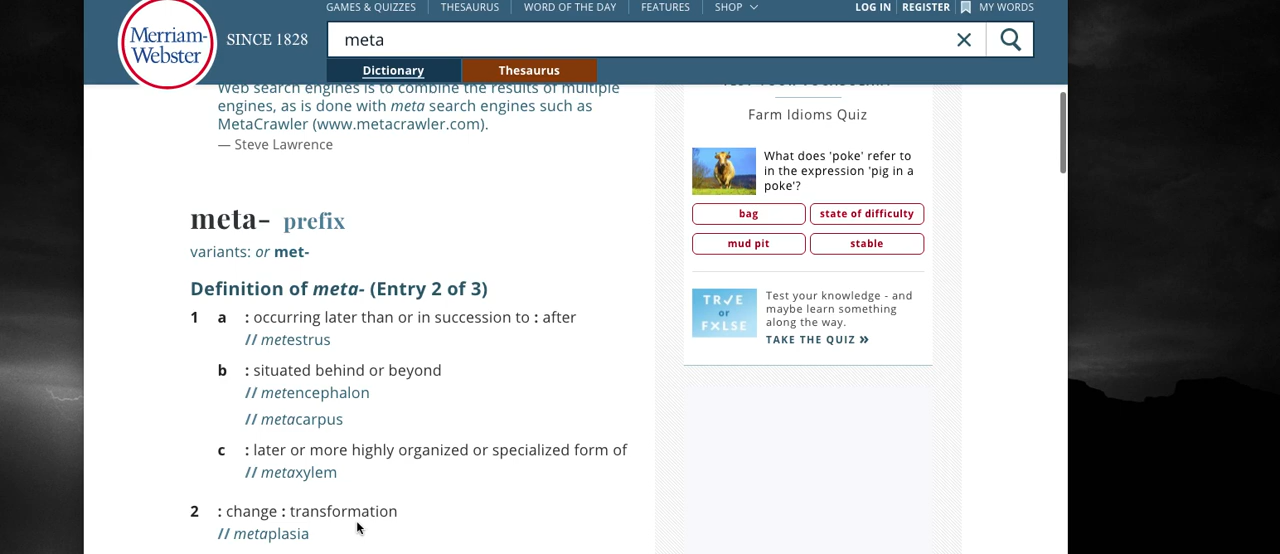 GAMES & QUIZZES THESAURUS WORD OF THE DAY FEATURES SHOP LOG IN REGISTER MY WORDS
Merriam-
Webster
SINCE 1828
meta
Dictionary Thesaurus
Web search engines is to combine the results of multiple
engines, as is done with meta search engines such as
MetaCrawler (www.metacrawler.com).
— Steve Lawrence
meta- prefix
variants: or met-
Definition of meta- (Entry 2 of 3)
1 a : occurring later than or in succession to : after
// metestrus
b : situated behind or beyond
// metencephalon
// metacarpus
c : later or more highly organized or specialized form of
// metaxylem
2 : change : transformation
// metaplasia
Farm Idioms Quiz
What does 'poke' refer to
in the expression 'pig in a
poke'?
bag state of difficulty
mud pit stable
TR✓E
or
FXLSE
Test your knowledge - and
maybe learn something
along the way.
TAKE THE QUIZ »